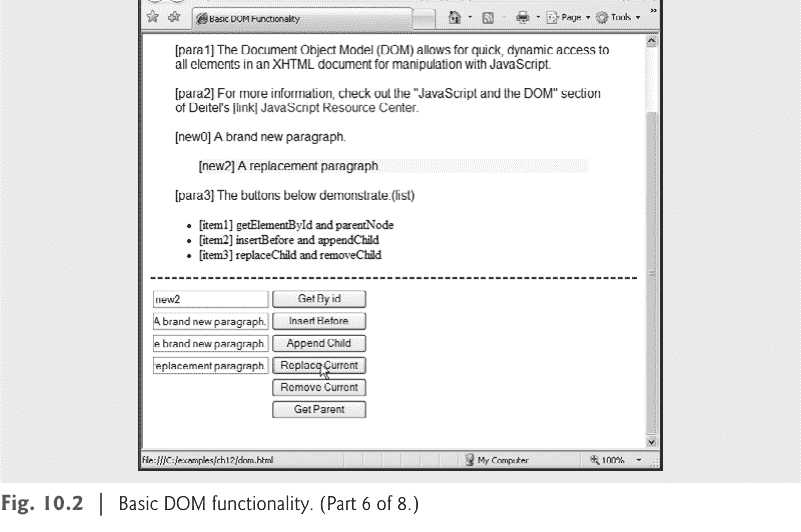 Basic DOM Functionality
Page
Tools
»
[para1] The Document Object Model (DOM) allows for quick, dynamic access to
all elements in an XHTML document for manipulation with JavaScript.
[para2] For more information, check out the "JavaScript and the DOM" section
of Deitel's [link] JavaScript Resource Center.
[new0] A brand new paragraph.
[new2] A replacement paragraph.
[para3] The buttons below demonstrate:(list)
• [item1] getElementById and parentNode
• [item2] insertBefore and appendChild
• [item3] replaceChild and removeChild
new2 Get By id
A brand new paragraph. Insert Before
e brand new paragraph. Append Child
replacement paragraph. Replace Current
Remove Current
Get Parent
file:///C:/examples/ch12/dom.html My Computer 100%
Fig. 10.2 | Basic DOM functionality. (Part 6 of 8.)